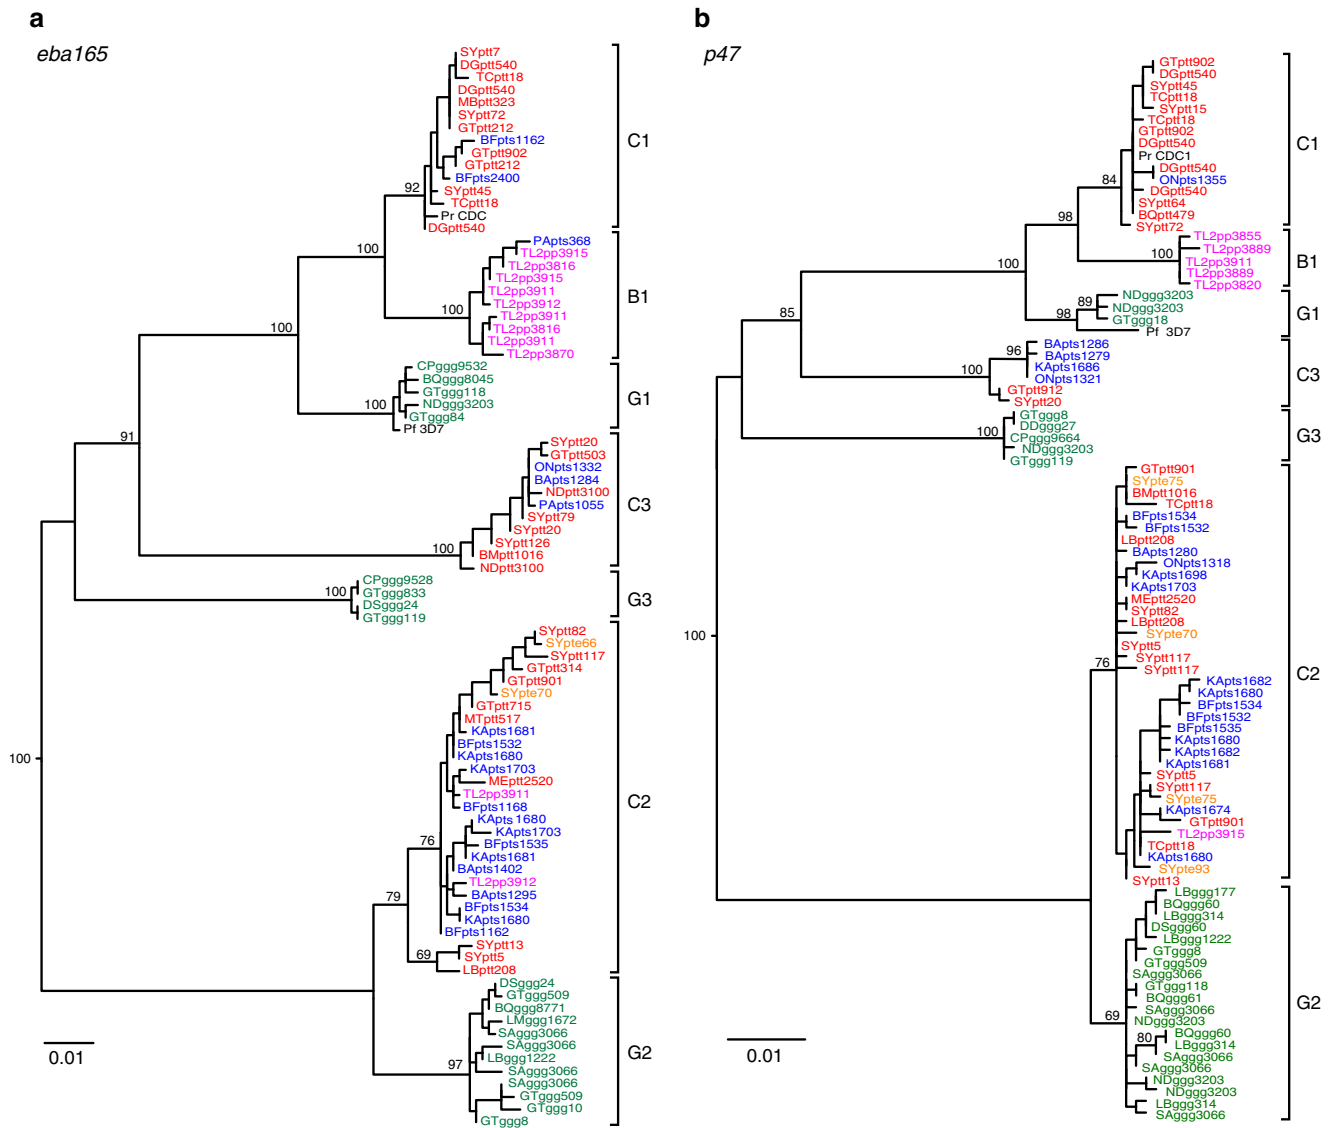 a
eba165
SYptt7
DGptt540
TCptt18
DGptt540
MBptt323
SYptt72
GTptt212
BFpts1162
GTptt902
GTptt212
BFpts2400
SYptt45
TCptt18
Pr CDC
DGptt540
C1
92
100
PApts368
TL2pp3915
TL2pp3816
TL2pp3915
TL2pp3911
TL2pp3912
TL2pp3911
TL2pp3816
TL2pp3911
TL2pp3870
B1
100
100
CPggg9532
BQggg8045
GTggg118
NDggg3203
GTggg84
Pf 3D7
G1
100
91
SYptt20
GTptt503
ONpts1332
BApts1284
NDptt3100
PApts1055
SYptt79
SYptt20
SYptt126
BMptt1016
NDptt3100
C3
100
CPggg9528
GTggg833
DSggg24
GTggg119
G3
100
SYptt82
SYpte66
SYptt117
GTptt314
GTptt901
SYpte70
GTptt715
MTptt517
KApts1681
BFpts1532
KApts1680
KApts1703
MEptt2520
TL2pp3911
BFpts1168
KApts1680
KApts1703
BFpts1535
KApts1681
BApts1402
TL2pp3912
BApts1295
BFpts1534
KApts1680
BFpts1162
SYptt13
SYptt5
LBptt208
C2
100
76
79
69
DSggg24
GTggg509
BQggg8771
LMggg1672
SAggg3066
SAggg3066
LBggg1222
SAggg3066
SAggg3066
GTggg509
GTggg10
GTggg8
G2
97
0.01
b
p47
GTptt902
DGptt540
SYptt45
TCptt18
SYptt15
TCptt18
GTptt902
DGptt540
Pr CDC1
DGptt540
ONpts1355
DGptt540
SYptt64
BQptt479
SYptt72
C1
84
98
TL2pp3855
TL2pp3889
TL2pp3911
TL2pp3889
TL2pp3820
B1
100
100
NDggg3203
NDggg3203
GTggg18
Pf 3D7
G1
89
98
85
BApts1286
BApts1279
KApts1686
ONpts1321
GTptt912
SYptt20
C3
96
100
GTggg8
DDggg27
CPggg9664
NDggg3203
GTggg119
G3
100
GTptt901
SYpte75
BMptt1016
TCptt18
BFpts1534
BFpts1532
LBptt208
BApts1280
ONpts1318
KApts1698
KApts1703
MEptt2520
SYptt82
LBptt208
SYpte70
SYptt5
SYptt117
SYptt117
KApts1682
KApts1680
BFpts1534
BFpts1532
BFpts1535
KApts1680
KApts1682
KApts1681
SYptt5
SYptt117
SYpte75
KApts1674
GTptt901
TL2pp3915
TCptt18
KApts1680
SYpte93
SYptt13
C2
100
76
LBggg177
BQggg60
LBggg314
DSggg60
LBggg1222
GTggg8
GTggg509
SAggg3066
GTggg118
BQggg61
SAggg3066
NDggg3203
BQggg60
LBggg314
SAggg3066
SAggg3066
NDggg3203
NDggg3203
LBggg314
SAggg3066
G2
69
80
0.01